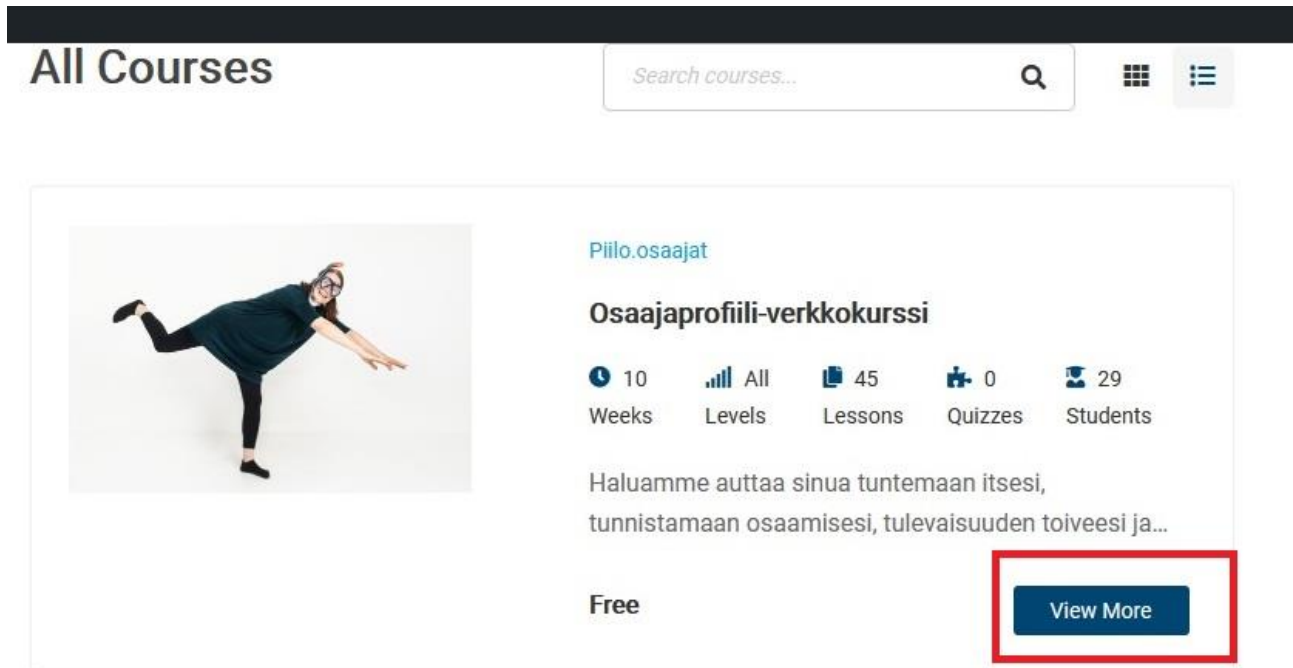 All Courses
Search courses...
Piilo.osaajat
Osaajaprofiili-verkkokurssi
10 All 45 0 29
Weeks Levels Lessons Quizzes Students
Haluamme auttaa sinua tuntemaan itsesi,
tunnistamaan osaamisesi, tulevaisuuden toiveesi ja...
Free
View More